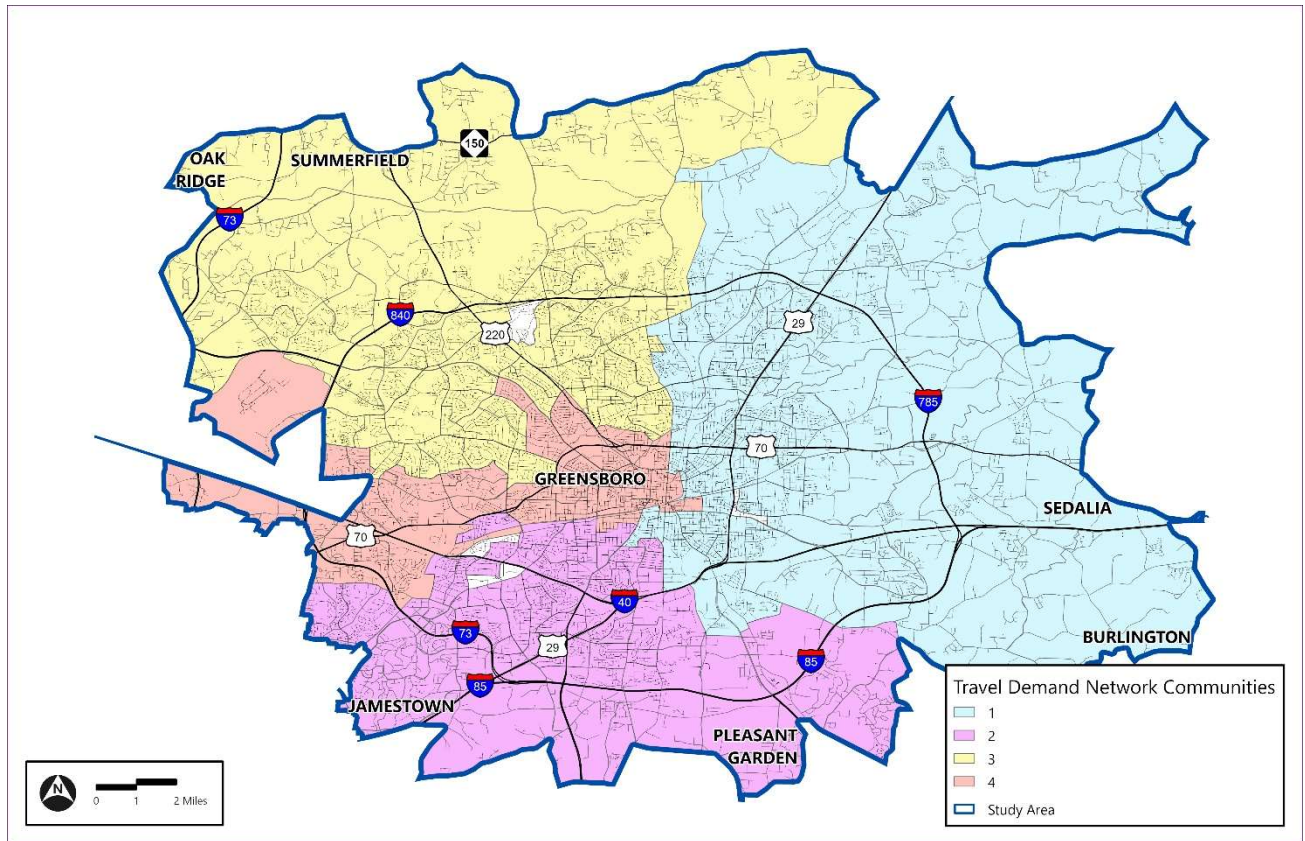 150
OAK
RIDGE
SUMMERFIELD
73
840
220
29
785
70
GREENSBORO
SEDALIA
70
40
73
29
85
85
BURLINGTON
JAMESTOWN
PLEASANT
GARDEN
Travel Demand Network Communities
1
2
3
4
Study Area
N
0 1 2 Miles